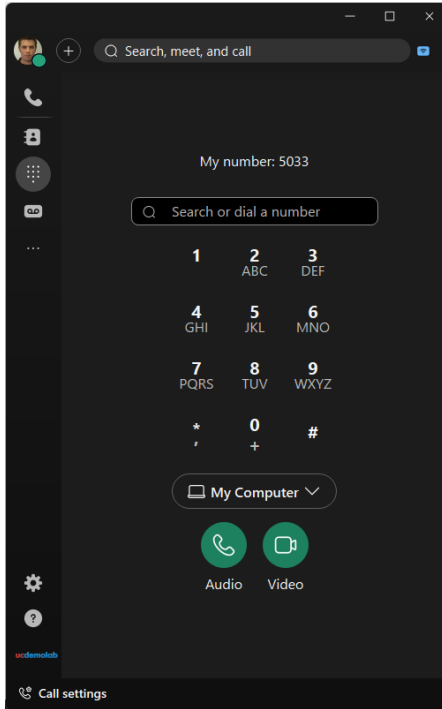 Search, meet, and call
My number: 5033
Search or dial a number
1 2 3
ABC DEF
4 5 6
GHI JKL MNO
7 8 9
PQRS TUV WXYZ
* 0 #
, +
My Computer
Audio Video
ucdemolab
Call settings